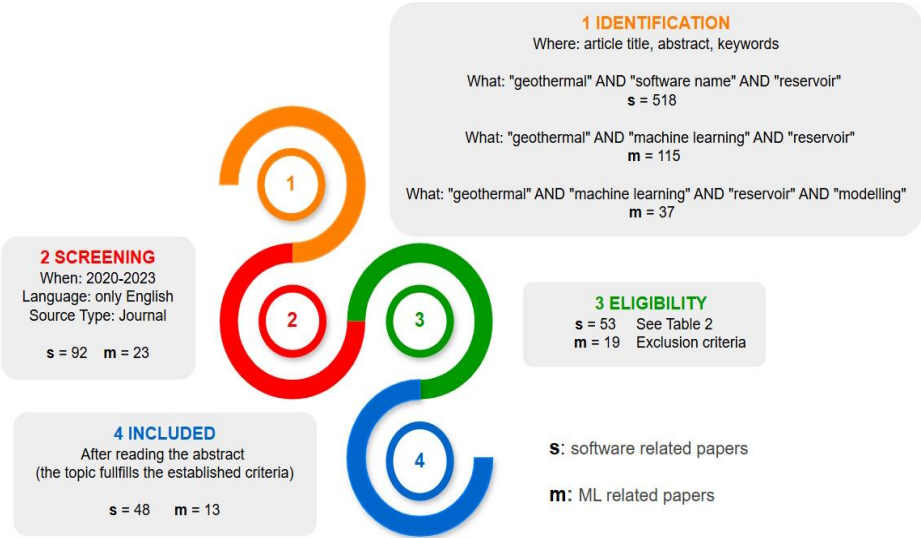 1 IDENTIFICATION
Where: article title, abstract, keywords
What: "geothermal" AND "software name" AND "reservoir"
s = 518
What: "geothermal" AND "machine learning" AND "reservoir"
m = 115
What: "geothermal" AND "machine learning" AND "reservoir" AND "modelling"
m = 37
1
2 SCREENING
When: 2020-2023
Language: only English
Source Type: Journal
s = 92 m = 23
2
3
3 ELIGIBILITY
s = 53 See Table 2
m = 19 Exclusion criteria
4 INCLUDED
After reading the abstract
(the topic fullfills the established criteria)
s = 48 m = 13
4
s: software related papers
m: ML related papers